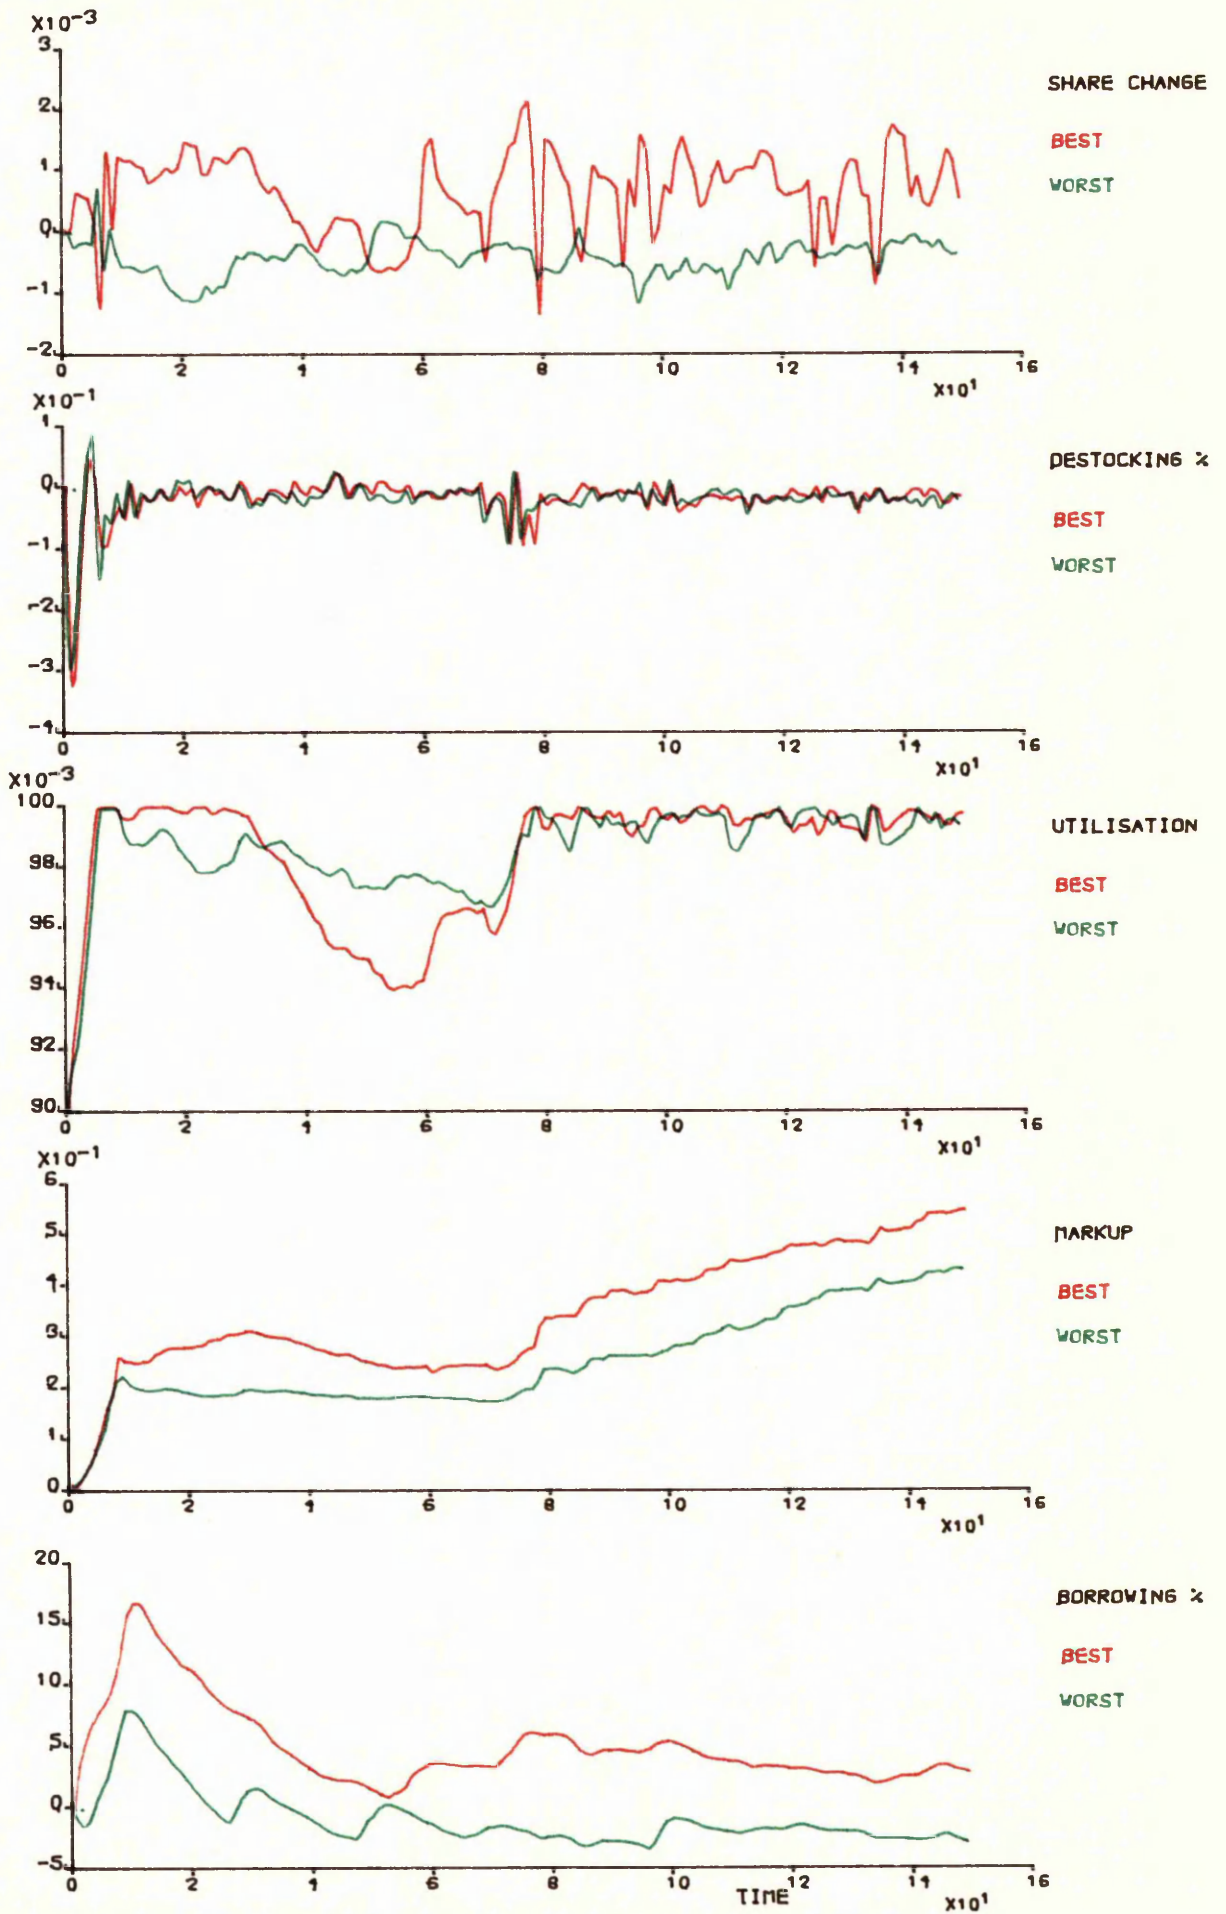 X10-3
3
2
1
0
-1
-2
0 2 4 6 8 10 12 14 16
X101
SHARE CHANGE
BEST
WORST
X10-1
1
0
-1
-2
-3
-4
0 2 4 6 8 10 12 14 16
X101
DESTOCKING %
BEST
WORST
X10-3
100
98
96
94
92
90
0 2 4 6 8 10 12 14 16
X101
UTILISATION
BEST
WORST
X10-1
6
5
4
3
2
1
0
0 2 4 6 8 10 12 14 16
X101
MARKUP
BEST
WORST
20
15
10
5
0
-5
0 2 4 6 8 10 12 14 16
TIME
X101
BORROWING %
BEST
WORST